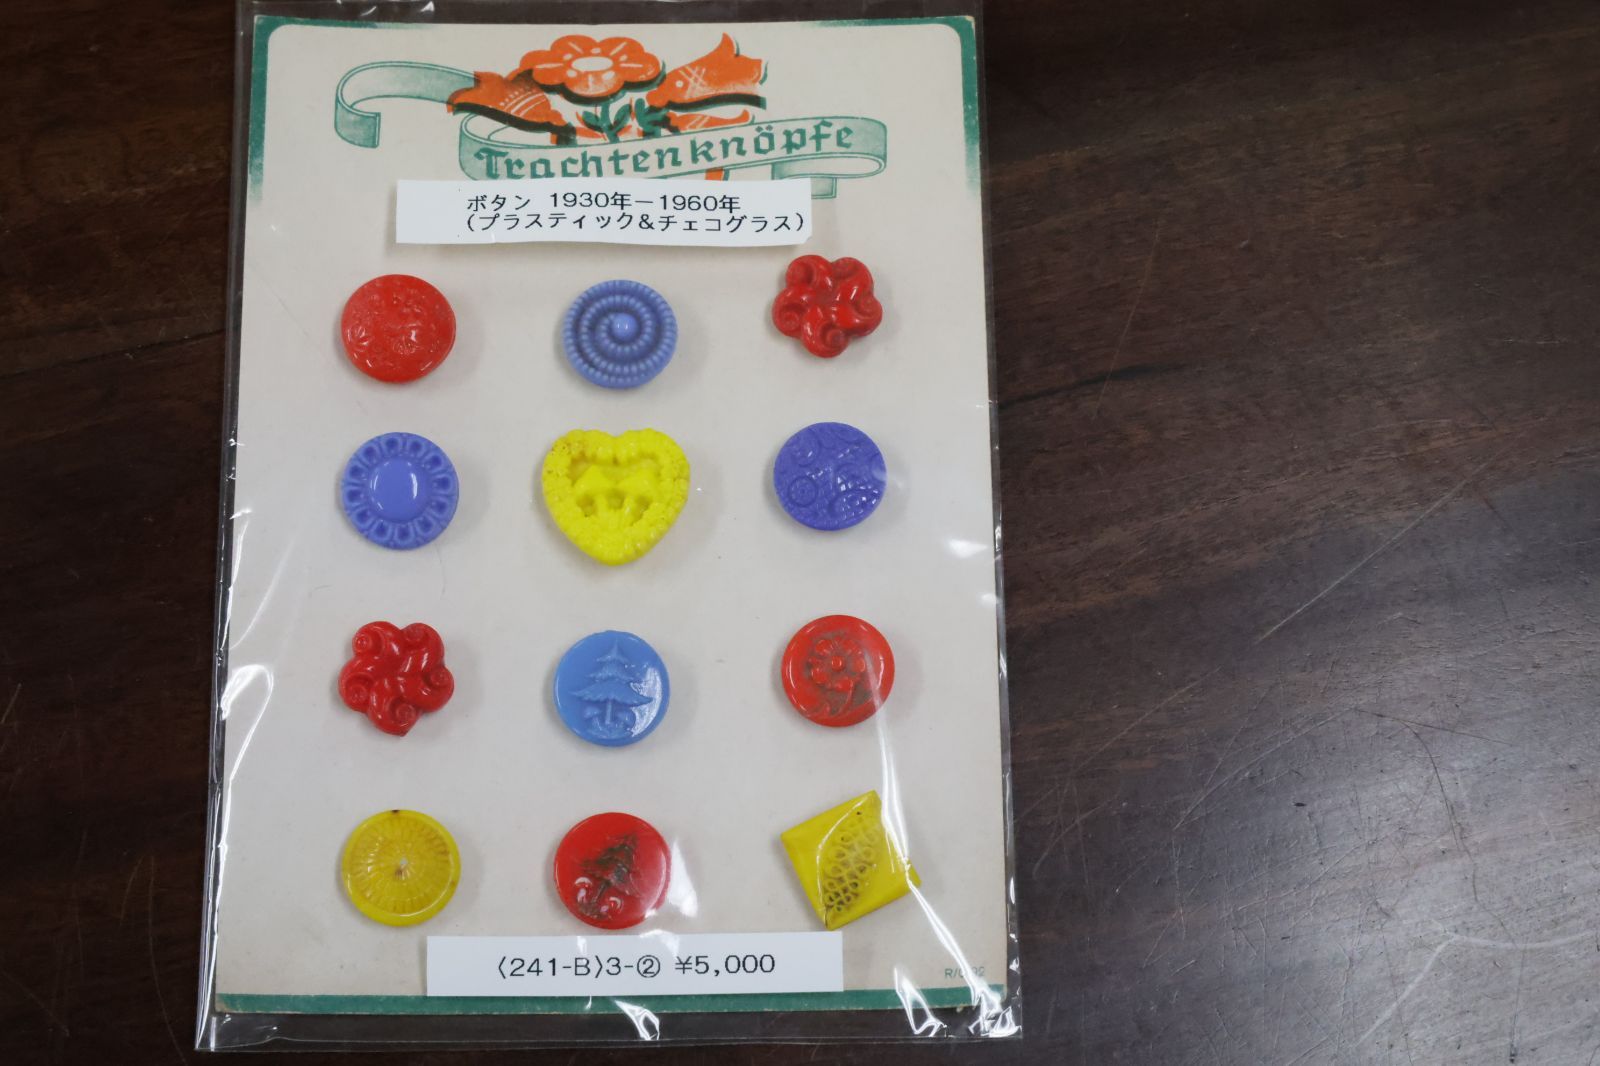 Trachtenknöpfe
ボタン 1930年－1960年
(プラスティック&チェコグラス)
〈241-B〉3-② ¥5,000